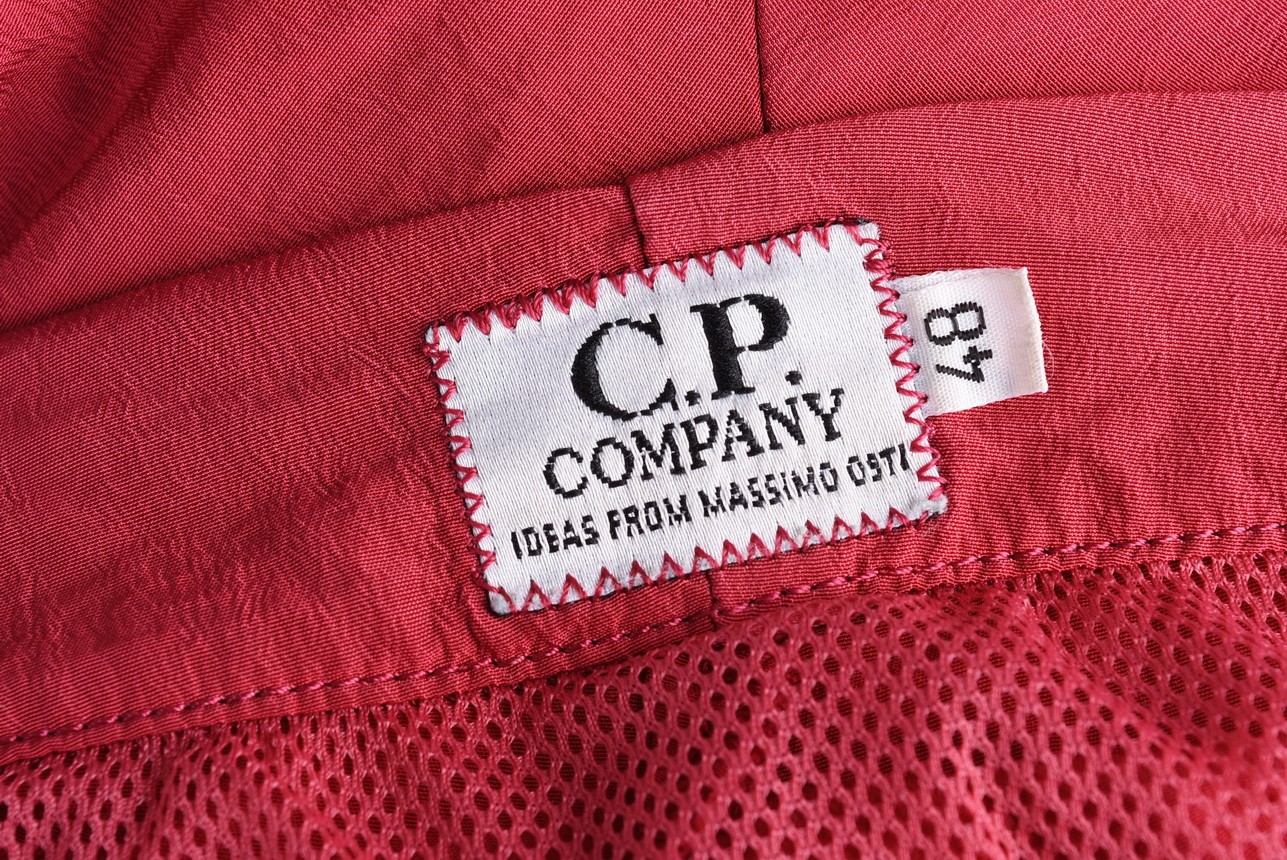 C.P.
COMPANY
IDEAS FROM MASSIMO OSTI
48